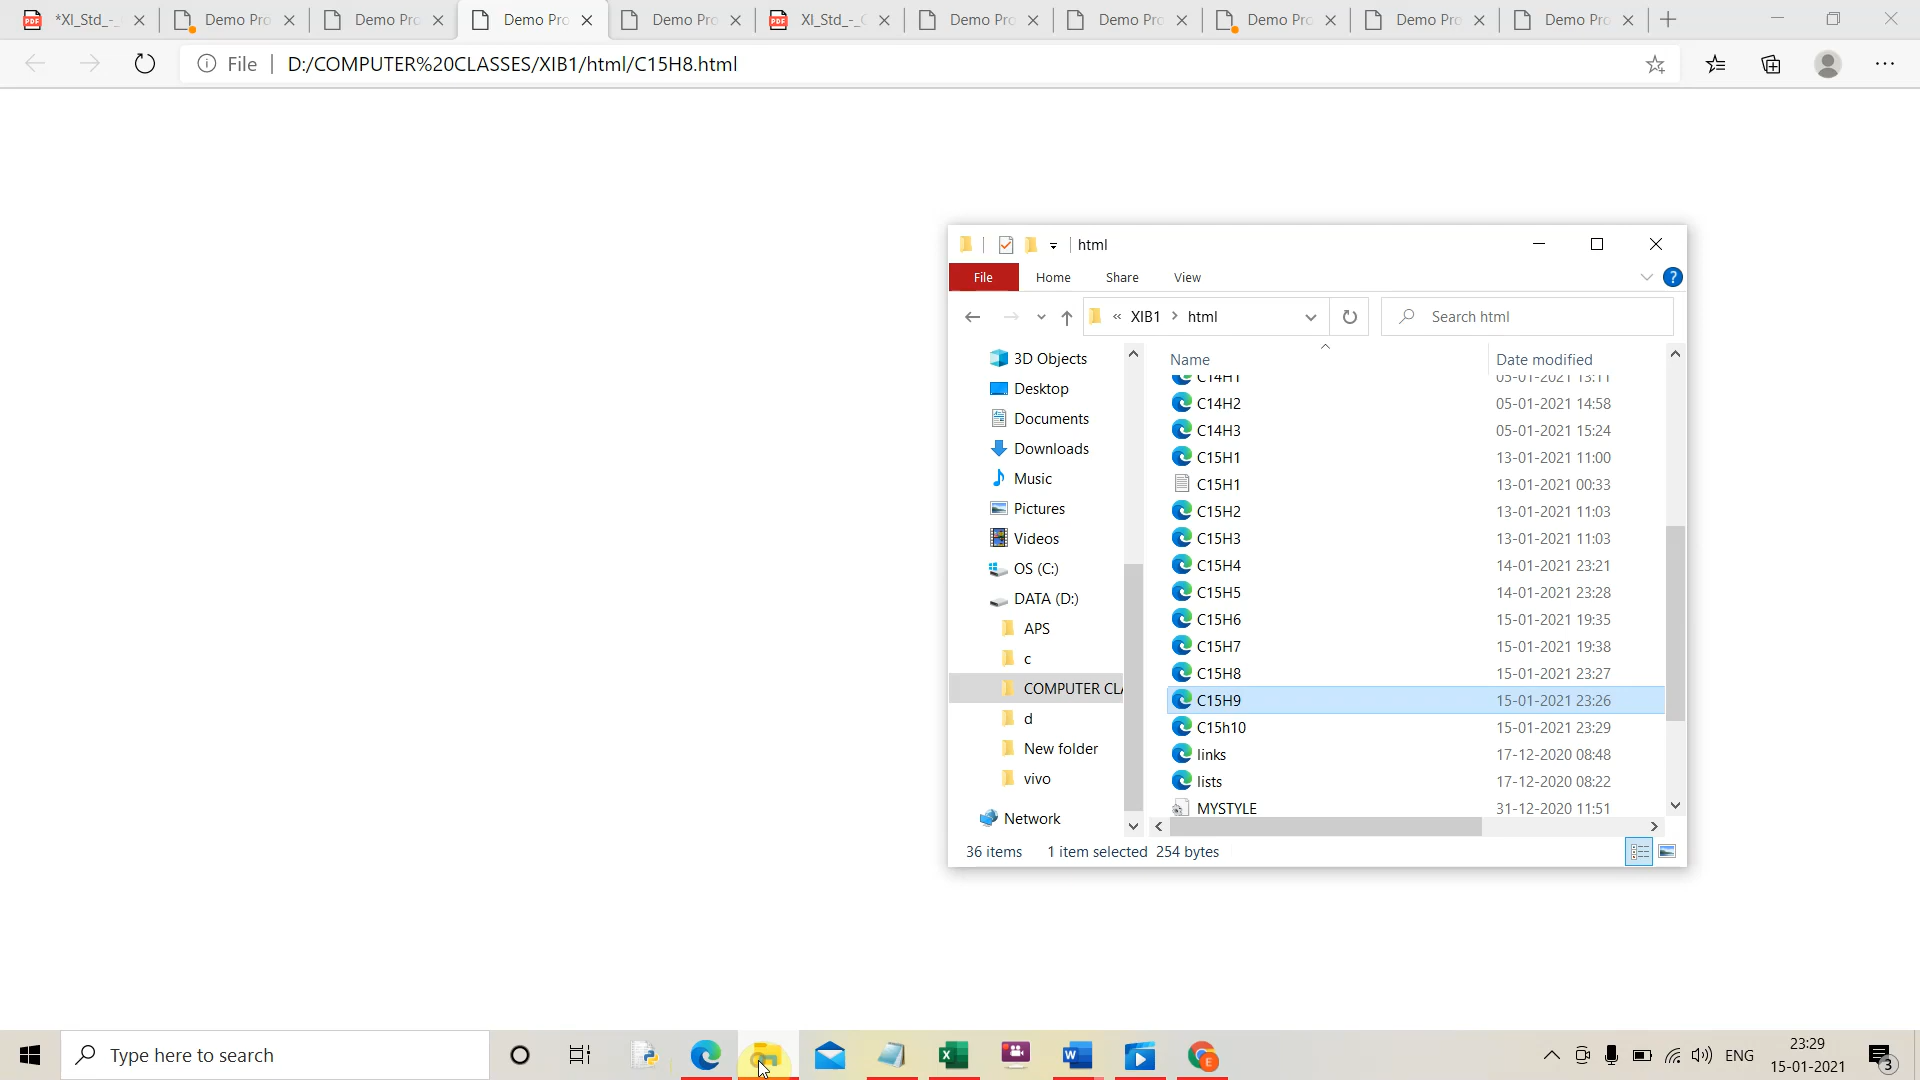 *XI_Std_-_ Demo Pro Demo Pro Demo Pro Demo Pro XI_Std_-_C Demo Pro Demo Pro Demo Pro Demo Pro Demo Pro
File D:/COMPUTER%20CLASSES/XIB1/html/C15H8.html
html
File Home Share View
« XIB1 > html Search html
Name Date modified
3D Objects
Desktop
Documents
Downloads
Music
Pictures
Videos
OS (C:)
DATA (D:)
APS
c
COMPUTER CLA
d
New folder
vivo
Network
C14H1 05-01-2021 13:11
C14H2 05-01-2021 14:58
C14H3 05-01-2021 15:24
C15H1 13-01-2021 11:00
C15H1 13-01-2021 00:33
C15H2 13-01-2021 11:03
C15H3 13-01-2021 11:03
C15H4 14-01-2021 23:21
C15H5 14-01-2021 23:28
C15H6 15-01-2021 19:35
C15H7 15-01-2021 19:38
C15H8 15-01-2021 23:27
C15H9 15-01-2021 23:26
C15h10 15-01-2021 23:29
links 17-12-2020 08:48
lists 17-12-2020 08:22
MYSTYLE 31-12-2020 11:51
36 items 1 item selected 254 bytes
Type here to search
ENG
23:29
15-01-2021
3